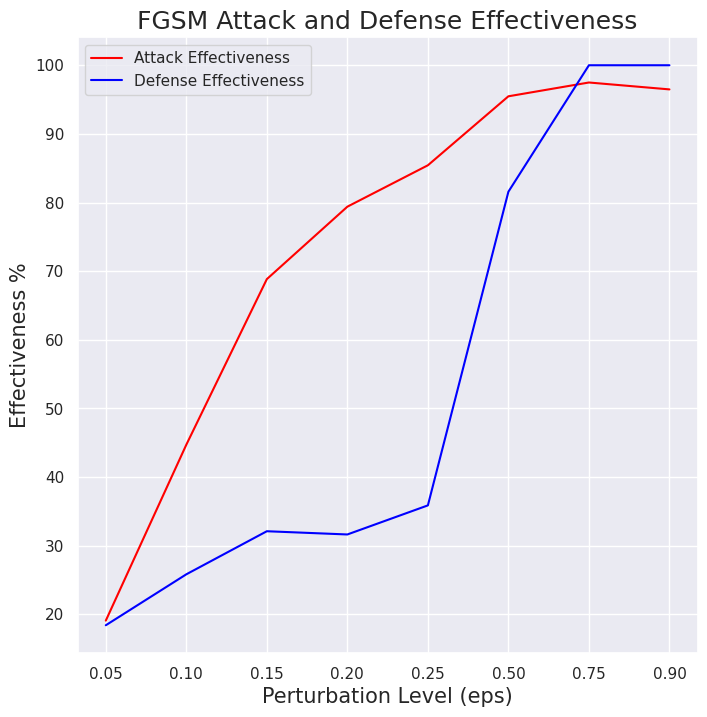 FGSM Attack and Defense Effectiveness
Attack Effectiveness
Defense Effectiveness
Effectiveness %
100
90
80
70
60
50
40
30
20
0.05 0.10 0.15 0.20 0.25 0.50 0.75 0.90
Perturbation Level (eps)